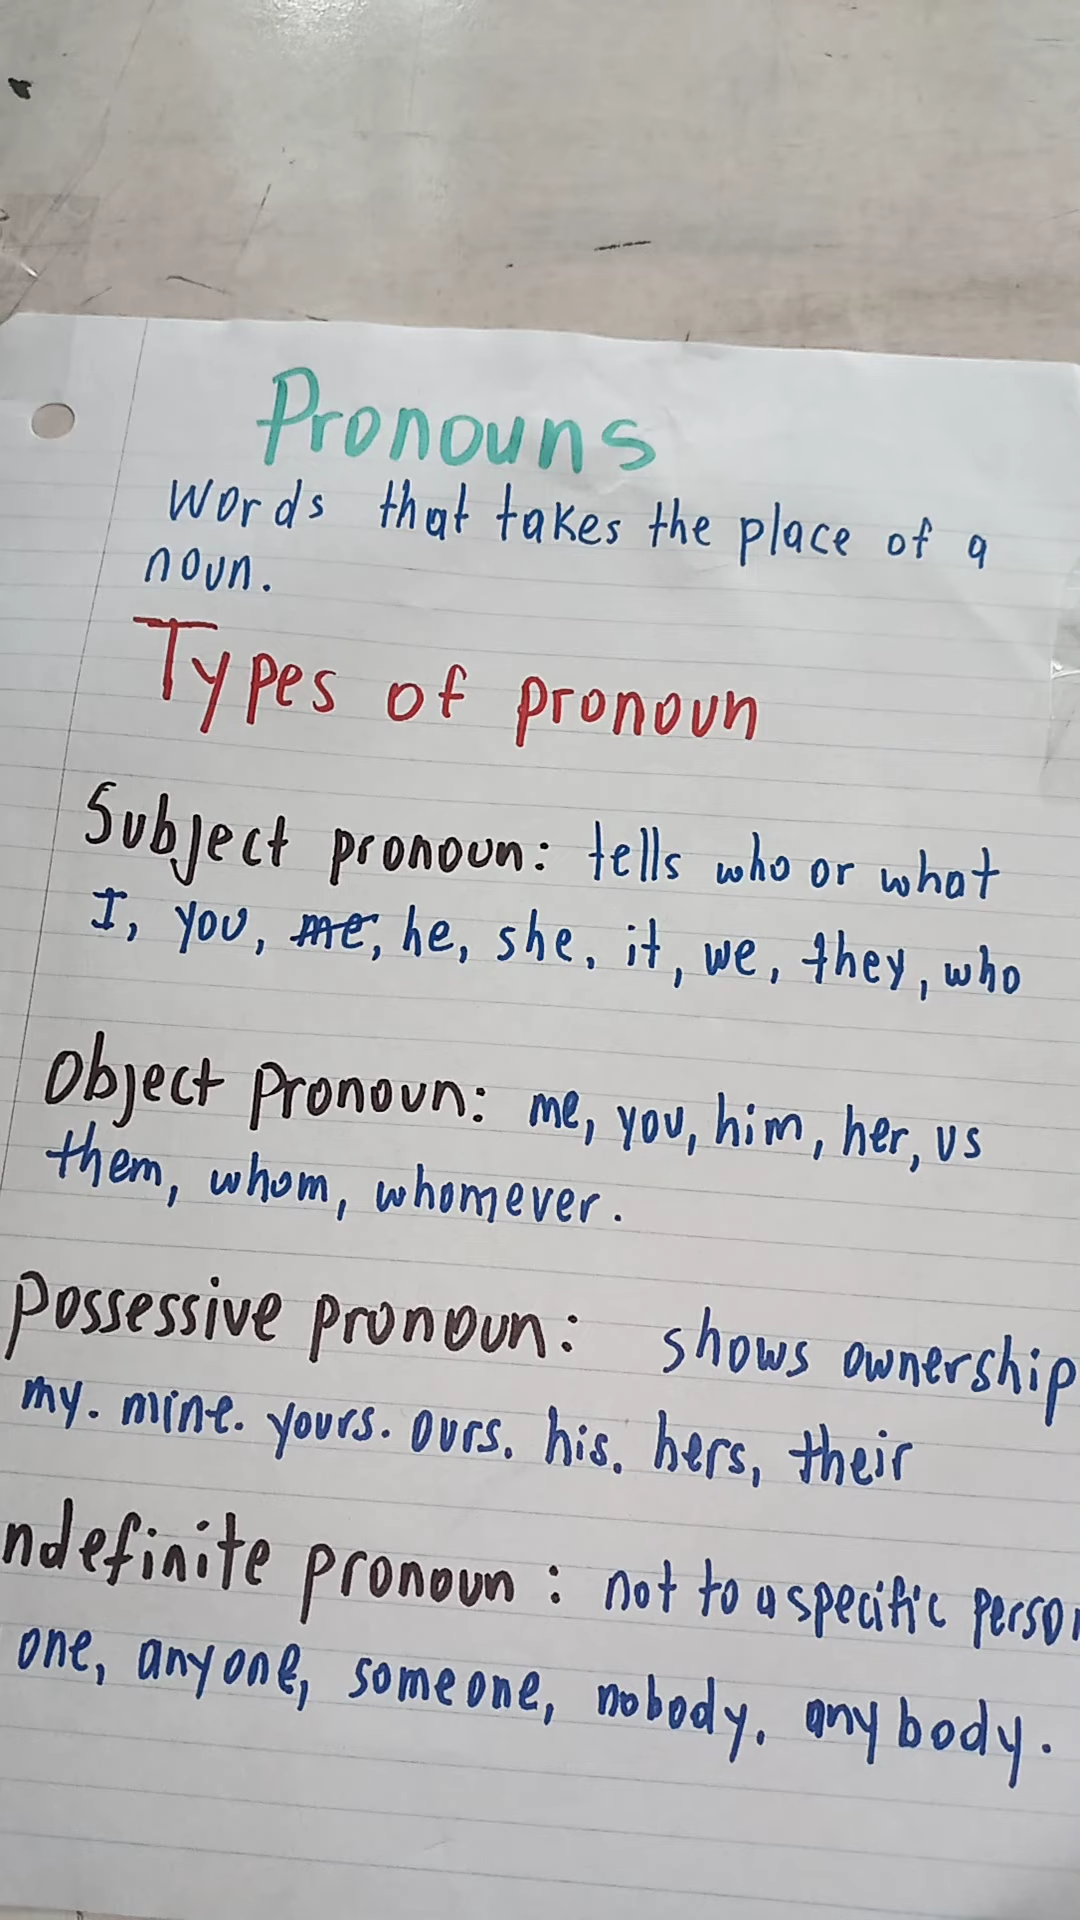 Pronouns
Words that takes the place of a
noun.
Types of pronoun
Subject pronoun: tells who or what
I, you, me, he, she, it, we, they, who
Object pronoun: me, you, him, her, us
them, whom, whomever.
Possessive pronoun: shows ownership
my. mine. yours. ours. his. hers, their
ndefinite pronoun : not to a specific perso
one, anyone, someone, nobody, anybody.